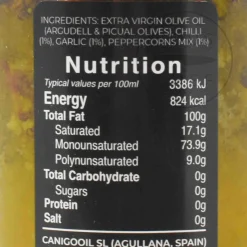 INGREDIENTS: EXTRA VIRGIN OLIVE OIL
(ARGUDELL & PICUAL OLIVES), CHILLI
(1%), GARLIC (1%), PEPPERCORNS MIX (1%)
Nutrition
Typical values per 100ml 3386 kJ
Energy 824 kcal
Total Fat 100g
Saturated 17.1g
Monounsaturated 73.9g
Polynunsaturated 9.0g
Total Carbohydrate 0g
Sugars 0g
Protein 0g
Salt 0g
CANIGOOIL SL (AGULLANA, SPAIN)